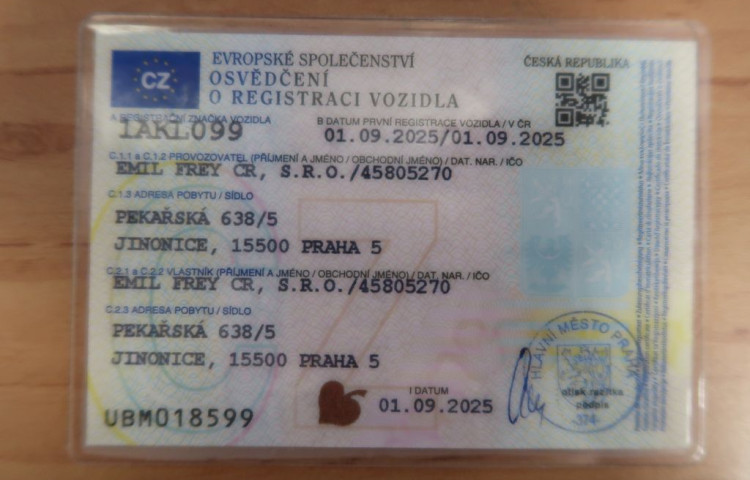 CZ
EVROPSKÉ SPOLEČENSTVÍ
OSVĚDČENÍ
O REGISTRACI VOZIDLA
ČESKÁ REPUBLIKA
A REGISTRAČNÍ ZNAČKA VOZIDLA
1AKL099
B DATUM PRVNÍ REGISTRACE VOZIDLA / V ČR
01.09.2025/01.09.2025
C.1.1 a C.1.2 PROVOZOVATEL (PŘÍJMENÍ A JMÉNO / OBCHODNÍ JMÉNO) / DAT. NAR. / IČO
EMIL FREY CR, S.R.O./45805270
C.1.3 ADRESA POBYTU / SÍDLO
PEKAŘSKÁ 638/5
JINONICE, 15500 PRAHA 5
C.2.1 a C.2.2 VLASTNÍK (PŘÍJMENÍ A JMÉNO / OBCHODNÍ JMÉNO) / DAT. NAR. / IČO
EMIL FREY CR, S.R.O./45805270
C.2.3 ADRESA POBYTU / SÍDLO
PEKAŘSKÁ 638/5
JINONICE, 15500 PRAHA 5
I DATUM
01.09.2025
UBM018599
HLAVNÍ MĚSTO PRAHA
otisk razítka
podpis
-374-